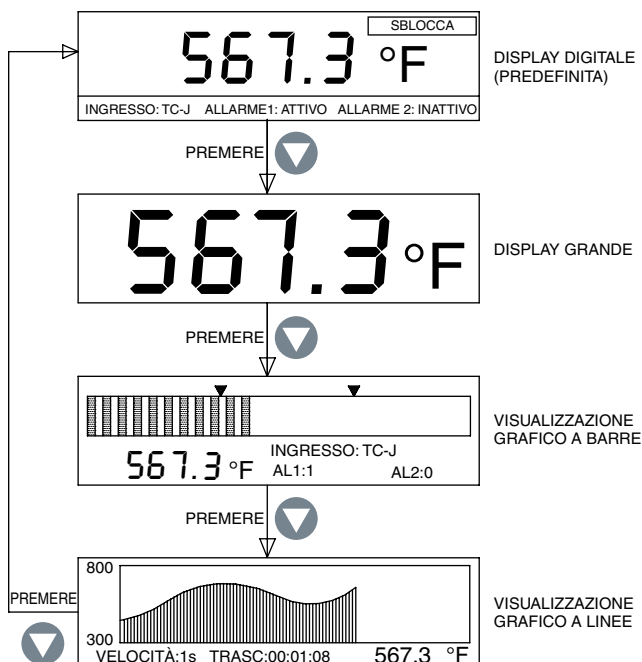 SBLOCCA
567.3 °F
DISPLAY DIGITALE
(PREDEFINITA)
INGRESSO: TC-J ALLARME1: ATTIVO ALLARME 2: INATTIVO
PREMERE
567.3 °F
DISPLAY GRANDE
PREMERE
VISUALIZZAZIONE
GRAFICO A BARRE
INGRESSO: TC-J
567.3 °F AL1:1 AL2:0
PREMERE
800
PREMERE
VISUALIZZAZIONE
GRAFICO A LINEE
300
VELOCITÀ:1s TRASC:00:01:08 567.3 °F